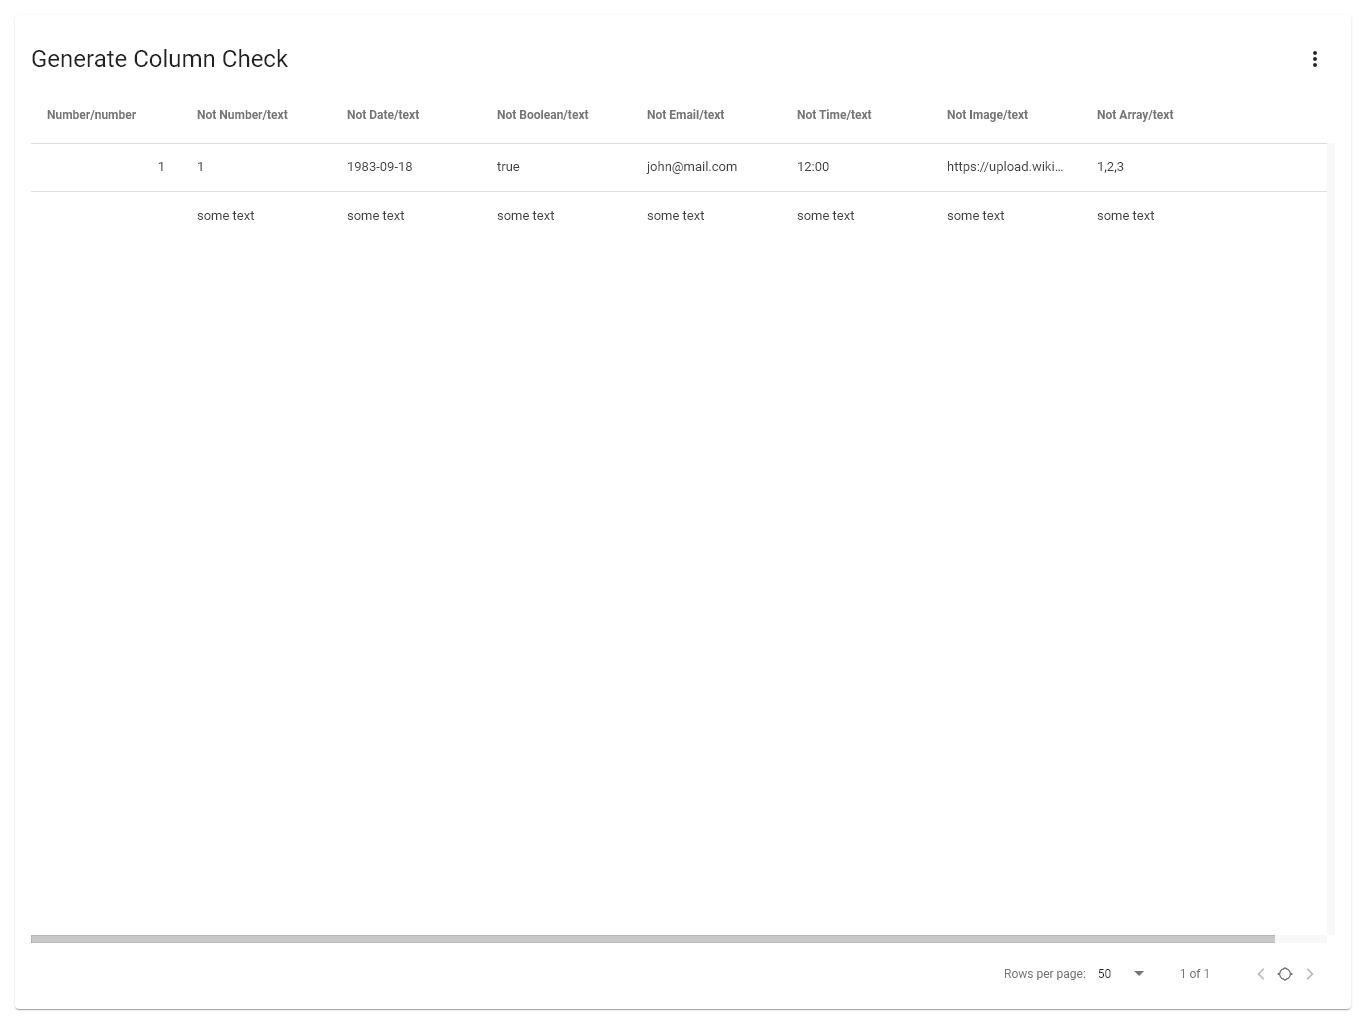 Generate Column Check
Number/number Not Number/text Not Date/text Not Boolean/text Not Email/text Not Time/text Not Image/text Not Array/text
1 1 1983-09-18 true john@mail.com 12:00 https://upload.wiki... 1,2,3
some text some text some text some text some text some text some text
Rows per page: 50 1 of 1